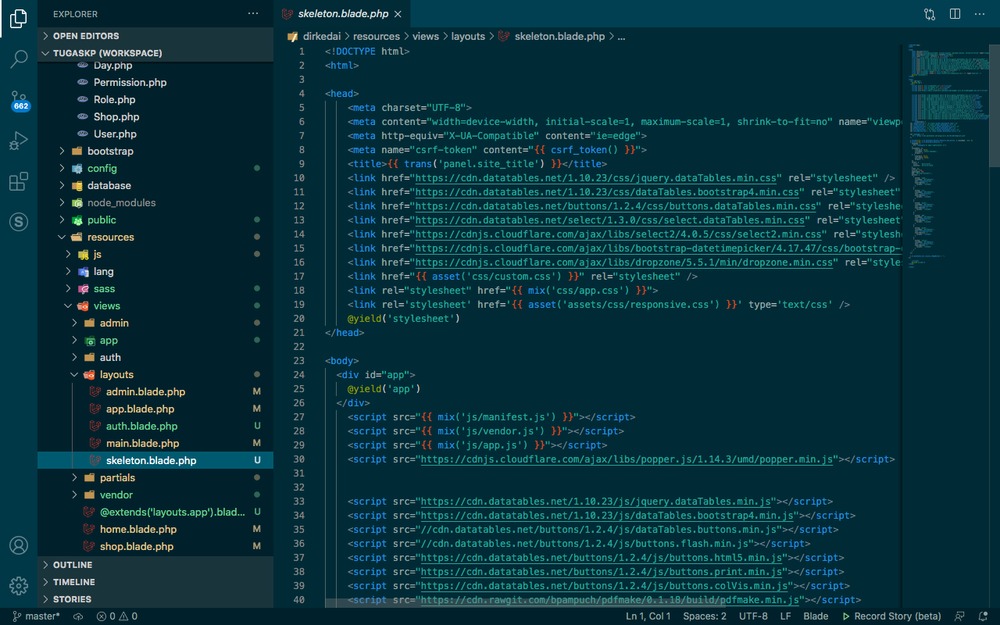 EXPLORER
OPEN EDITORS
TUGASKP (WORKSPACE)
Day.php
Permission.php
Role.php
Shop.php
User.php
bootstrap
config
database
node_modules
public
resources
js
lang
sass
views
admin
app
auth
layouts
admin.blade.php M
app.blade.php M
auth.blade.php U
main.blade.php M
skeleton.blade.php U
partials
vendor
@extends('layouts.app').blad... U
home.blade.php M
shop.blade.php M
OUTLINE
TIMELINE
STORIES
662
skeleton.blade.php
dirkedai > resources > views > layouts > skeleton.blade.php > ...
1 <!DOCTYPE html>
2 <html>
3
4 <head>
5 <meta charset="UTF-8">
6 <meta content="width=device-width, initial-scale=1, maximum-scale=1, shrink-to-fit=no" name="viewpo
7 <meta http-equiv="X-UA-Compatible" content="ie=edge">
8 <meta name="csrf-token" content="{{ csrf_token() }}">
9 <title>{{ trans('panel.site_title') }}</title>
10 <link href="https://cdn.datatables.net/1.10.23/css/jquery.dataTables.min.css" rel="stylesheet" />
11 <link href="https://cdn.datatables.net/1.10.23/css/dataTables.bootstrap4.min.css" rel="stylesheet"
12 <link href="https://cdn.datatables.net/buttons/1.2.4/css/buttons.dataTables.min.css" rel="styleshee
13 <link href="https://cdn.datatables.net/select/1.3.0/css/select.dataTables.min.css" rel="stylesheet"
14 <link href="https://cdnjs.cloudflare.com/ajax/libs/select2/4.0.5/css/select2.min.css" rel="styleshe
15 <link href="https://cdnjs.cloudflare.com/ajax/libs/bootstrap-datetimepicker/4.17.47/css/bootstrap-d
16 <link href="https://cdnjs.cloudflare.com/ajax/libs/dropzone/5.5.1/min/dropzone.min.css" rel="styles
17 <link href="{{ asset('css/custom.css') }}" rel="stylesheet" />
18 <link rel="stylesheet" href="{{ mix('css/app.css') }}">
19 <link rel='stylesheet' href='{{ asset('assets/css/responsive.css') }}' type='text/css' />
20 @yield('stylesheet')
21 </head>
22
23 <body>
24 <div id="app">
25 @yield('app')
26 </div>
27 <script src="{{ mix('js/manifest.js') }}"></script>
28 <script src="{{ mix('js/vendor.js') }}"></script>
29 <script src="{{ mix('js/app.js') }}"></script>
30 <script src="https://cdnjs.cloudflare.com/ajax/libs/popper.js/1.14.3/umd/popper.min.js"></script>
31
32
33 <script src="https://cdn.datatables.net/1.10.23/js/jquery.dataTables.min.js"></script>
34 <script src="https://cdn.datatables.net/1.10.23/js/dataTables.bootstrap4.min.js"></script>
35 <script src="//cdn.datatables.net/buttons/1.2.4/js/dataTables.buttons.min.js"></script>
36 <script src="//cdn.datatables.net/buttons/1.2.4/js/buttons.flash.min.js"></script>
37 <script src="https://cdn.datatables.net/buttons/1.2.4/js/buttons.html5.min.js"></script>
38 <script src="https://cdn.datatables.net/buttons/1.2.4/js/buttons.print.min.js"></script>
39 <script src="https://cdn.datatables.net/buttons/1.2.4/js/buttons.colVis.min.js"></script>
40 <script src="https://cdn.rawgit.com/bpampuch/pdfmake/0.1.18/build/pdfmake.min.js"></script>
master* 0 0 Ln 1, Col 1 Spaces: 2 UTF-8 LF Blade Record Story (beta)